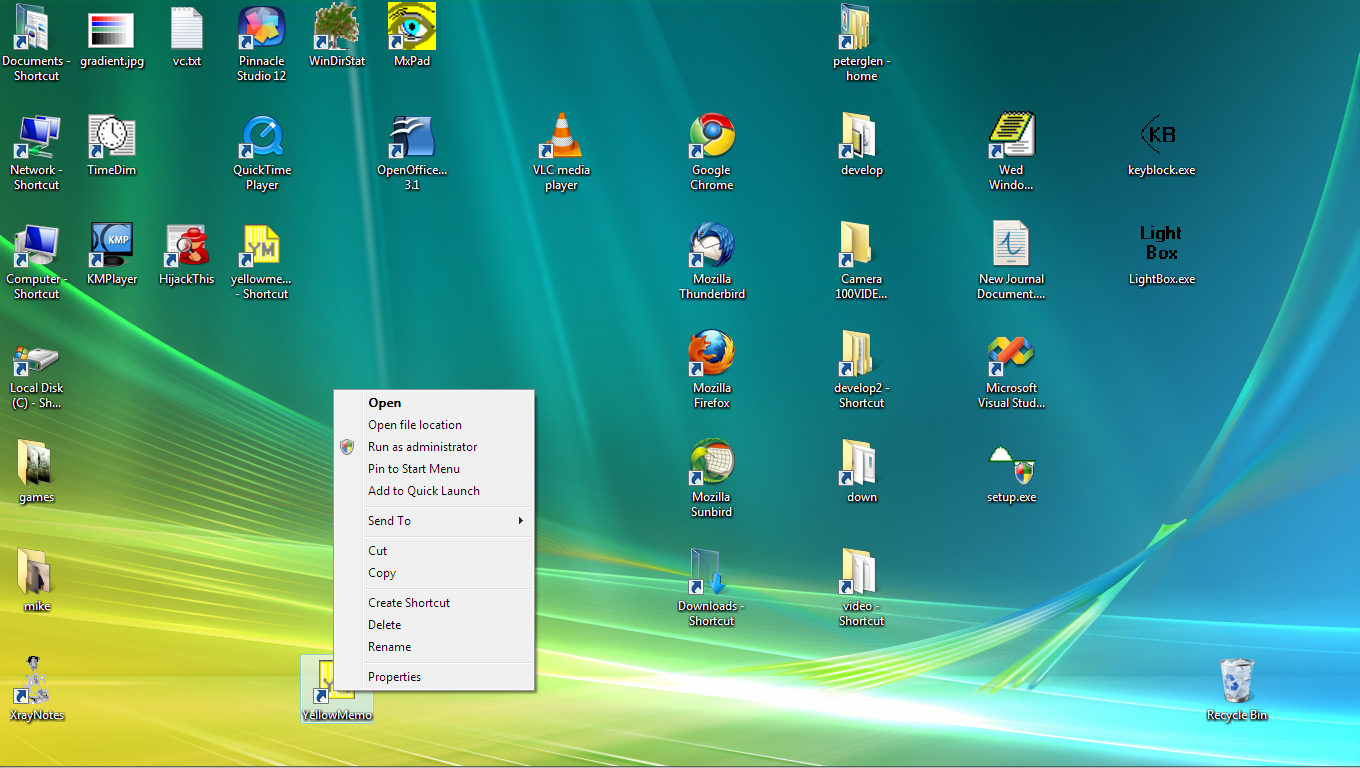 Documents -
Shortcut
gradient.jpg
vc.txt
Pinnacle
Studio 12
WinDirStat
MxPad
peterglen -
home
Network -
Shortcut
TimeDim
QuickTime
Player
OpenOffice...
3.1
VLC media
player
Google
Chrome
develop
Wed
Windo...
KB
keyblock.exe
Computer -
Shortcut
KMP
KMPlayer
HijackThis
YM
yellowme...
- Shortcut
Mozilla
Thunderbird
Camera
100VIDE...
New Journal
Document....
Light
Box
LightBox.exe
Local Disk
(C) - Sh...
Mozilla
Firefox
develop2 -
Shortcut
Microsoft
Visual Stud...
games
Mozilla
Sunbird
down
setup.exe
mike
Downloads -
Shortcut
video -
Shortcut
XrayNotes
Open
Open file location
Run as administrator
Pin to Start Menu
Add to Quick Launch
Send To
Cut
Copy
Create Shortcut
Delete
Rename
Properties
YellowMemo
Recycle Bin